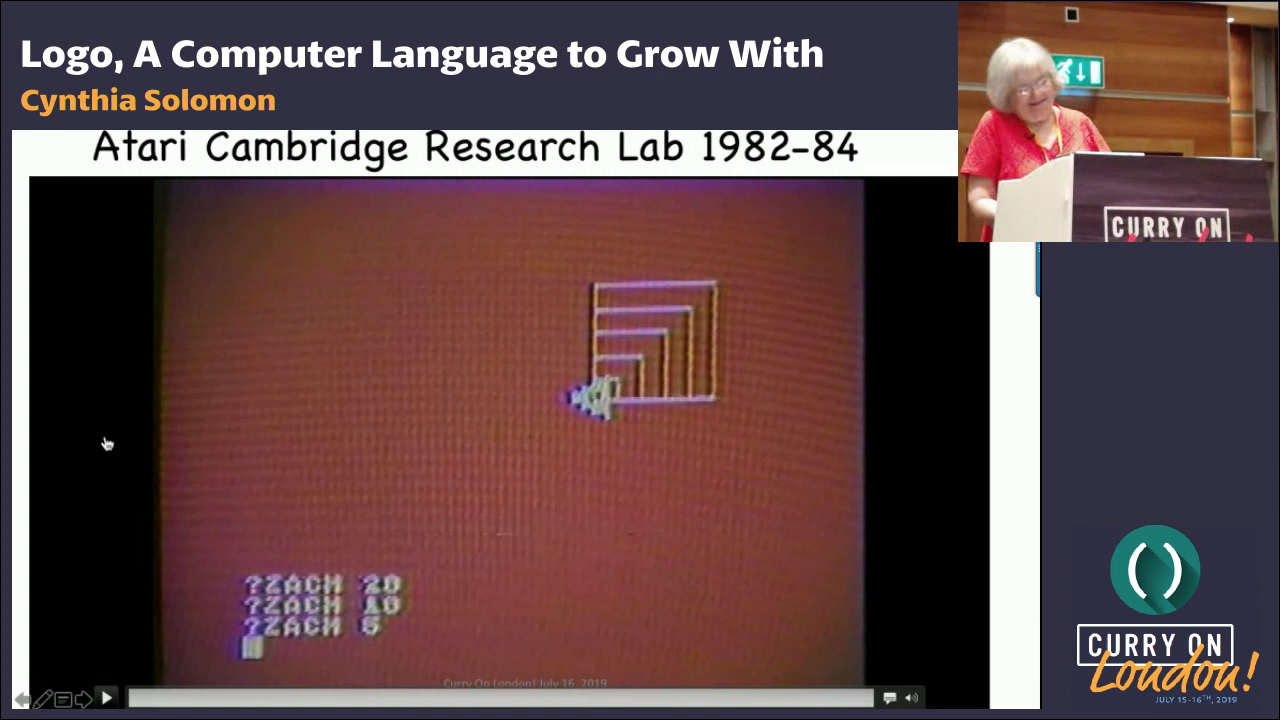 Logo, A Computer Language to Grow With
Cynthia Solomon
Atari Cambridge Research Lab 1982-84
CURRY ON
?ZACH 20
?ZACH 10
?ZACH 5
Curry On London! July 16, 2019
CURRY ON
London!
JULY 15-16TH, 2019